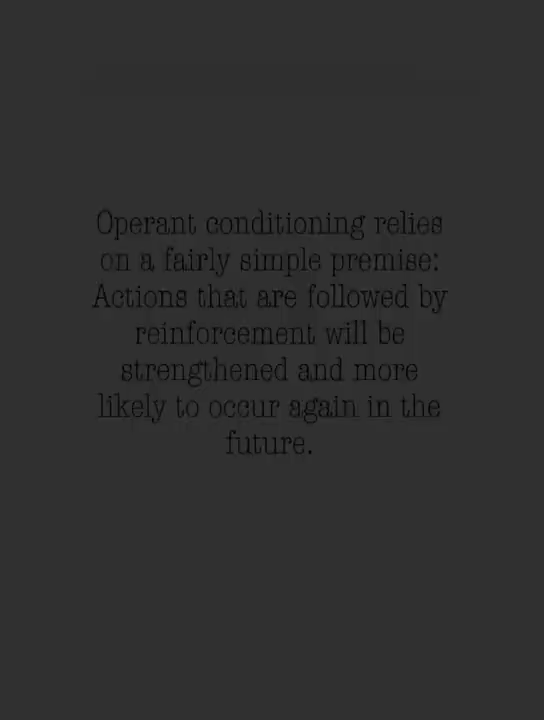 Operant conditioning relies
on a fairly simple premise:
Actions that are followed by
reinforcement will be
strengthened and more
likely to occur again in the
future.